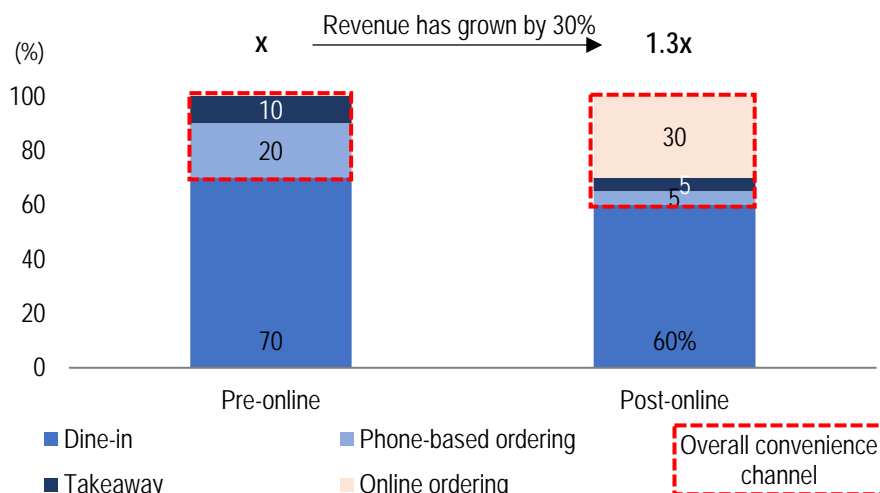 Revenue has grown by 30%
(%)
x
1.3x
100
80
60
40
20
0
10
20
70
30
5
5
60%
Pre-online
Post-online
Dine-in
Phone-based ordering
Takeaway
Online ordering
Overall convenience
channel